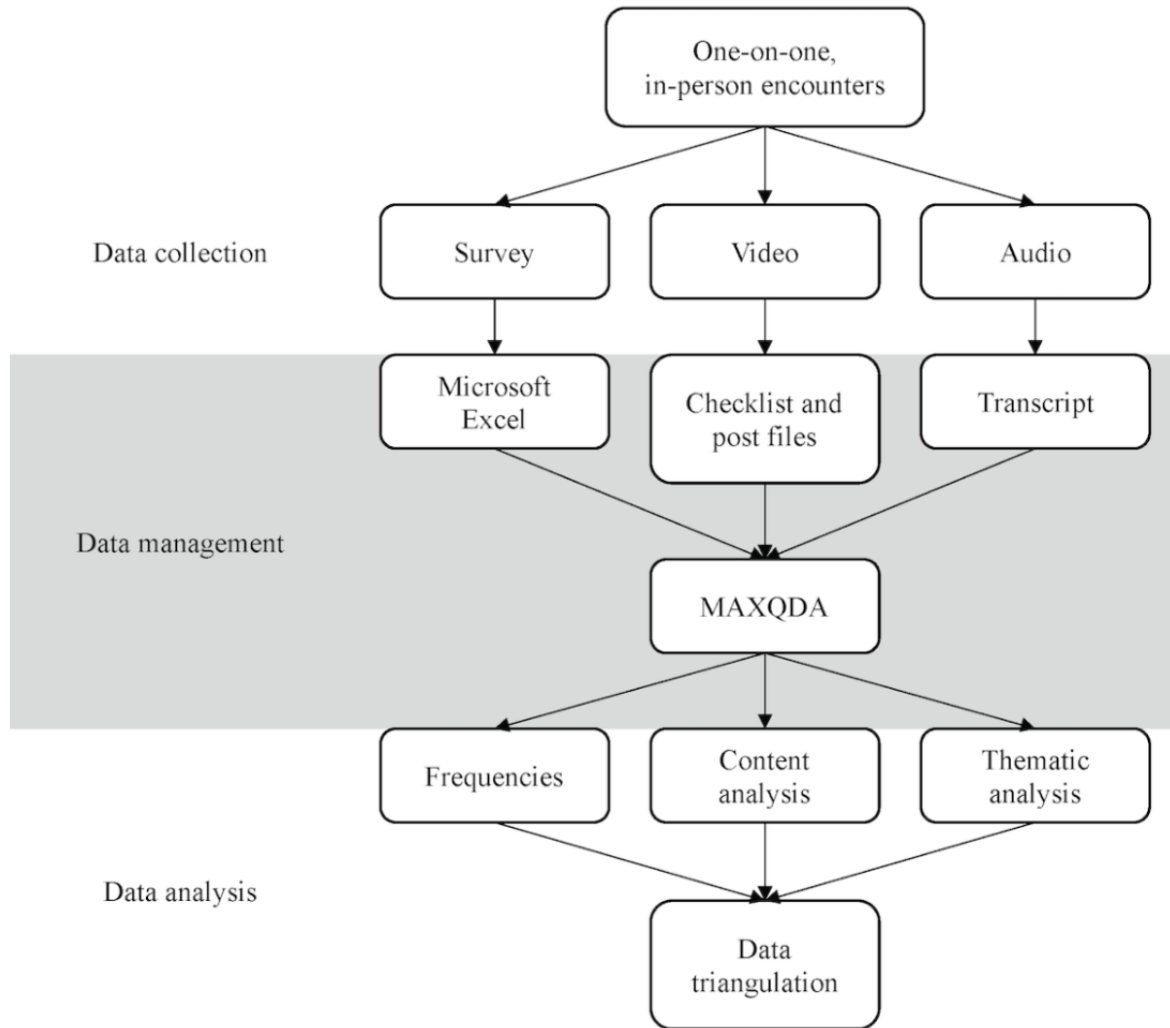 One-on-one,
in-person encounters
Data collection
Survey
Video
Audio
Microsoft
Excel
Checklist and
post files
Transcript
Data management
MAXQDA
Frequencies
Content
analysis
Thematic
analysis
Data analysis
Data
triangulation